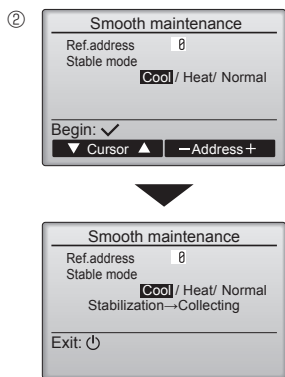 ②
Smooth maintenance
Ref.address 0
Stable mode
Cool / Heat/ Normal
Begin: ✓
▼ Cursor ▲ −Address+
Smooth maintenance
Ref.address 0
Stable mode
Cool / Heat/ Normal
Stabilization→Collecting
Exit: ⏻